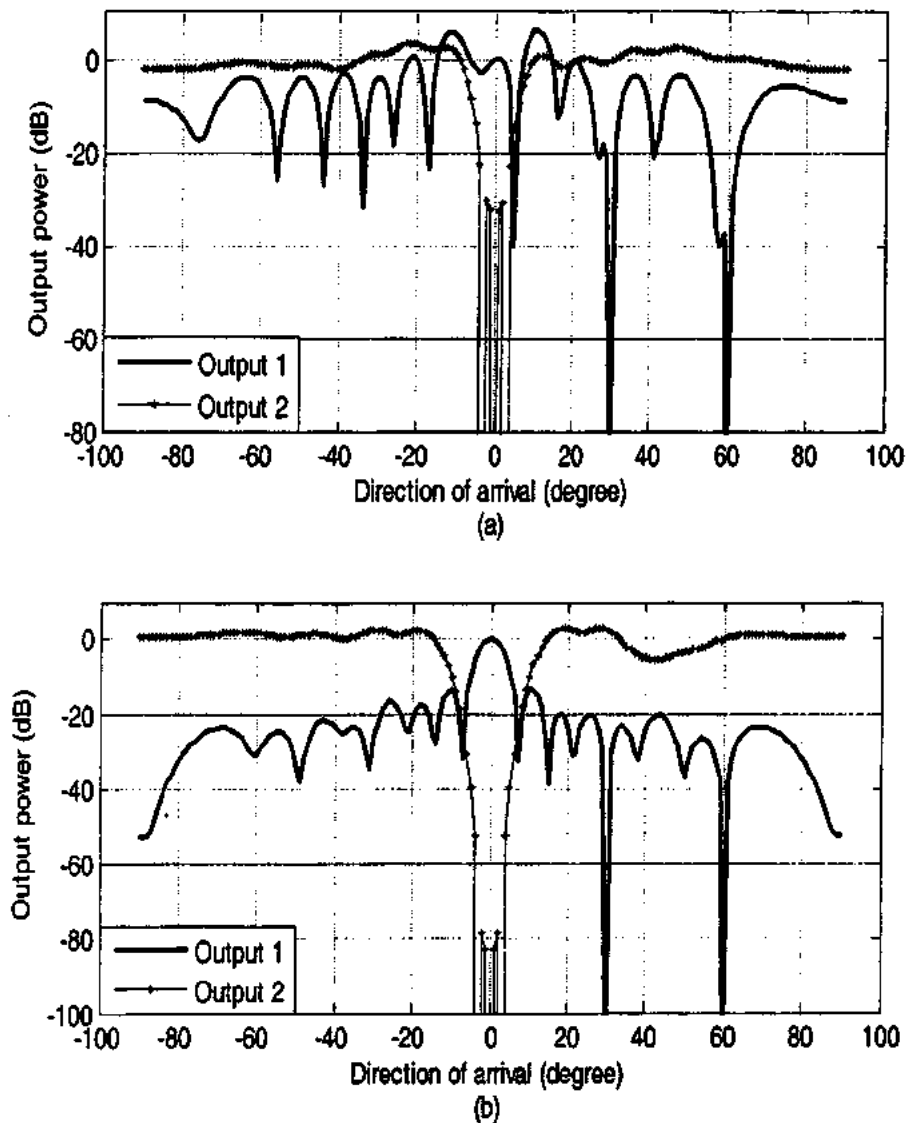 0
-20
-40
-60
-80
Output power (dB)
Output 1
Output 2
-100 -80 -60 -40 -20 0 20 40 60 80 100
Direction of arrival (degree)
(a)
0
-20
-40
-60
-80
-100
Output power (dB)
Output 1
Output 2
-100 -80 -60 -40 -20 0 20 40 60 80 100
Direction of arrival (degree)
(b)